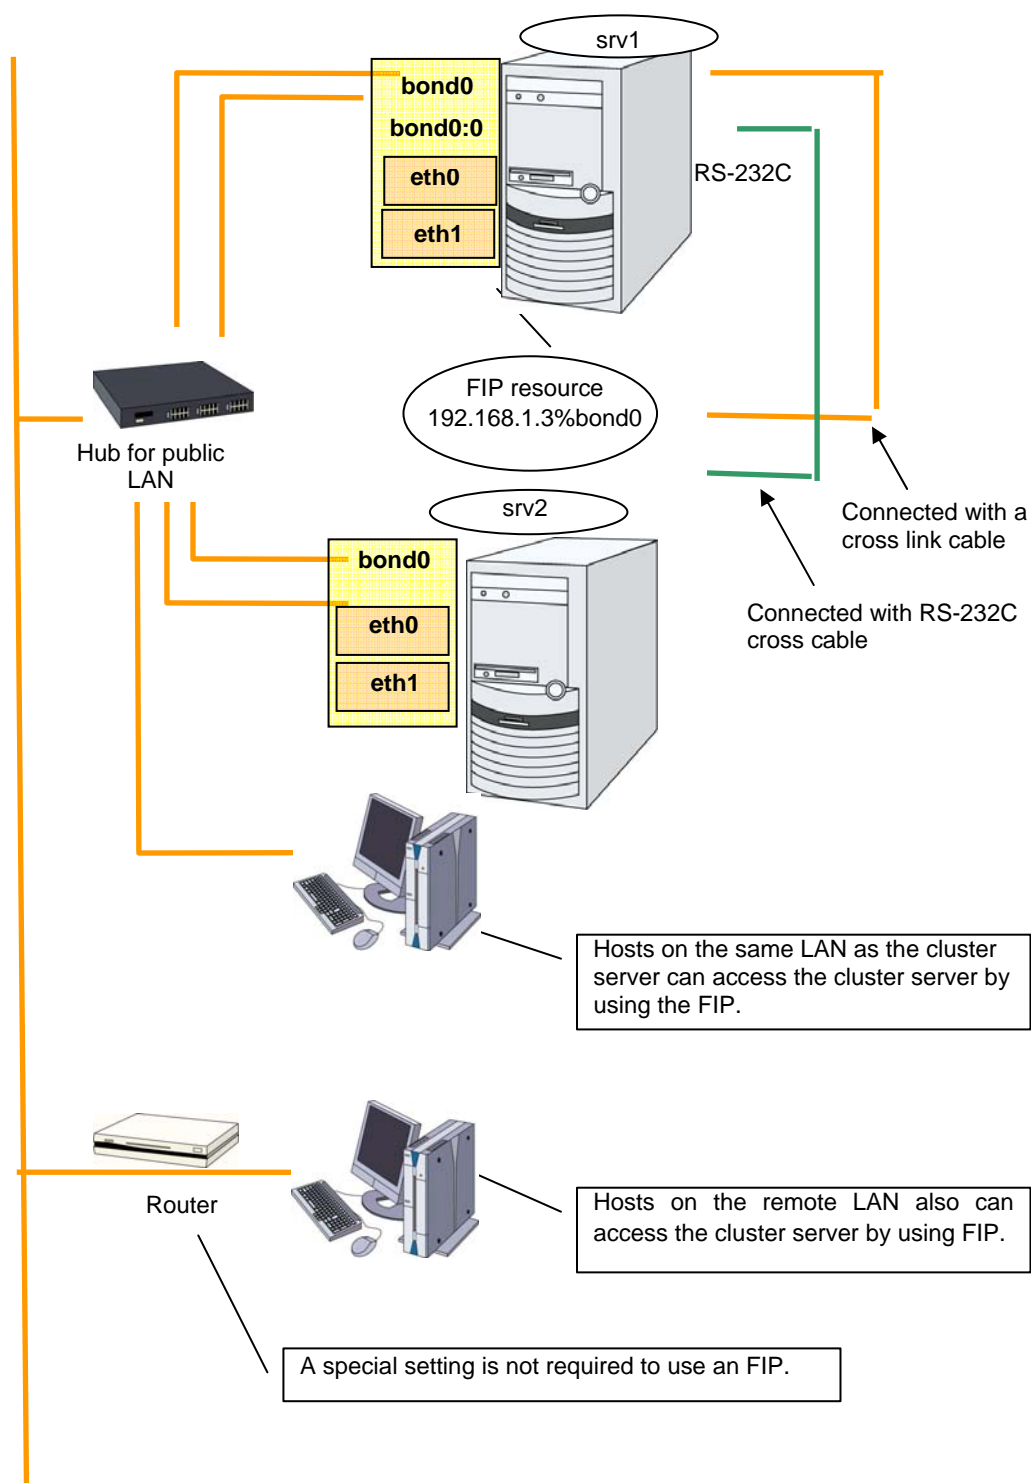 srv1
bond0
bond0:0
eth0
eth1
RS-232C
FIP resource
192.168.1.3%bond0
Hub for public
LAN
srv2
Connected with a
cross link cable
bond0
eth0
eth1
Connected with RS-232C
cross cable
Hosts on the same LAN as the cluster
server can access the cluster server by
using the FIP.
Router
Hosts on the remote LAN also can
access the cluster server by using FIP.
A special setting is not required to use an FIP.